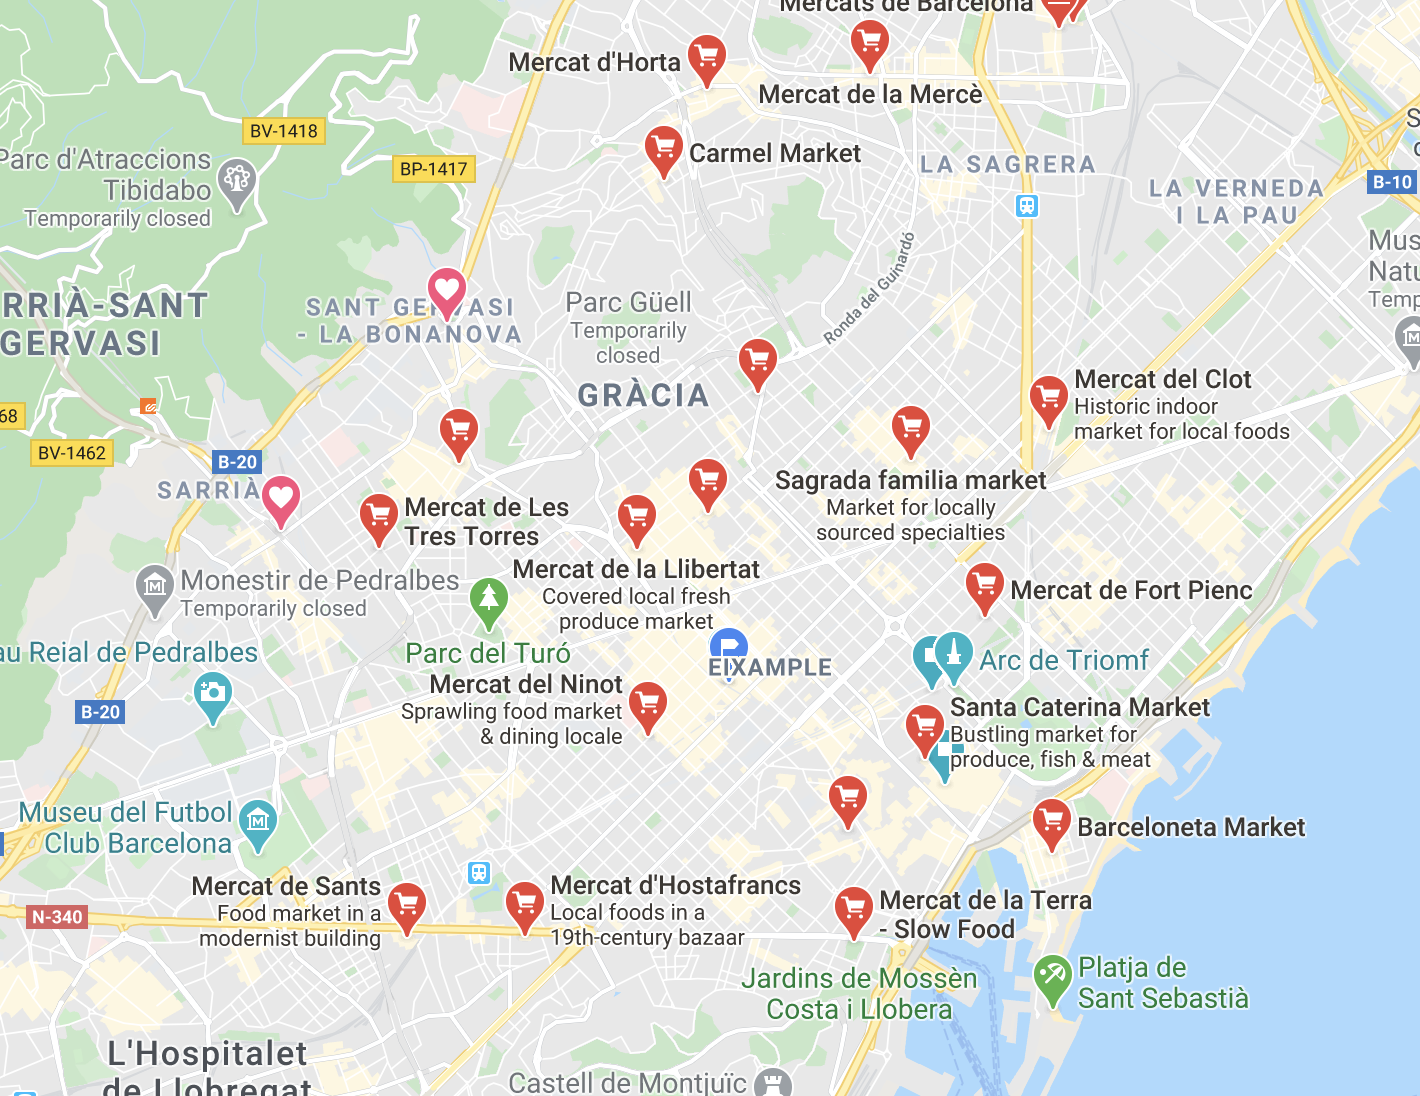 Mercats de Barcelona
Mercat d'Horta
Mercat de la Mercè
BV-1418
Carmel Market
Parc d'Atraccions
Tibidabo
Temporarily closed
BP-1417
LA SAGRERA
LA VERNEDA
I LA PAU
B-10
Ronda del Guinardó
SANT GERVASI
- LA BONANOVA
Parc Güell
Temporarily
closed
RRIÀ-SANT
GERVASI
GRÀCIA
Mercat del Clot
Historic indoor
market for local foods
68
BV-1462
B-20
SARRIÀ
Mercat de Les
Tres Torres
Sagrada familia market
Market for locally
sourced specialties
Monestir de Pedralbes
Temporarily closed
Mercat de la Llibertat
Covered local fresh
produce market
Mercat de Fort Pienc
au Reial de Pedralbes
Parc del Turó
EIXAMPLE
Arc de Triomf
Mercat del Ninot
Sprawling food market
& dining locale
B-20
Santa Caterina Market
Bustling market for
produce, fish & meat
Museu del Futbol
Club Barcelona
Barceloneta Market
Mercat de Sants
Food market in a
modernist building
Mercat d'Hostafrancs
Local foods in a
19th-century bazaar
Mercat de la Terra
- Slow Food
N-340
Jardins de Mossèn
Costa i Llobera
Platja de
Sant Sebastià
L'Hospitalet
de Llobregat
Castell de Montjuïc